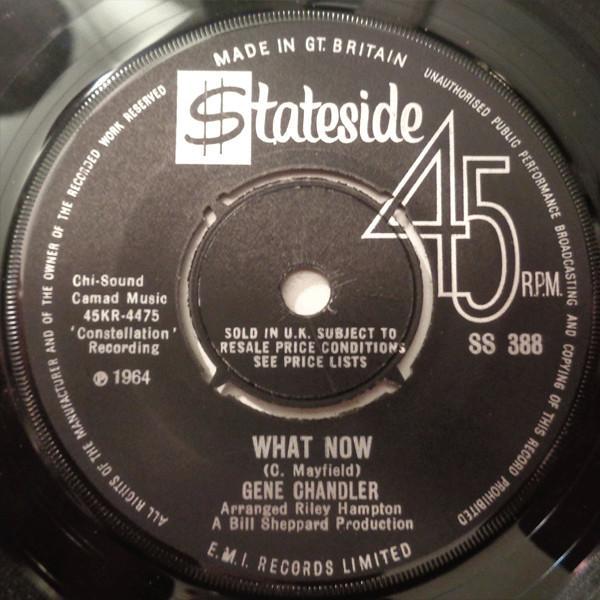 MADE IN GT. BRITAIN
UNAUTHORISED PUBLIC PERFORMANCE BROADCASTING AND COPYING OF THIS RECORD PROHIBITED
ALL RIGHTS OF THE MANUFACTURER AND OF THE OWNER OF THE RECORDED WORK RESERVED
$tateside
45 R.P.M.
Chi-Sound
Camad Music
45KR-4475
'Constellation'
Recording
℗ 1964
SS 388
SOLD IN U.K. SUBJECT TO
RESALE PRICE CONDITIONS
SEE PRICE LISTS
WHAT NOW
(C. Mayfield)
GENE CHANDLER
Arranged Riley Hampton
A Bill Sheppard Production
E.M.I. RECORDS LIMITED